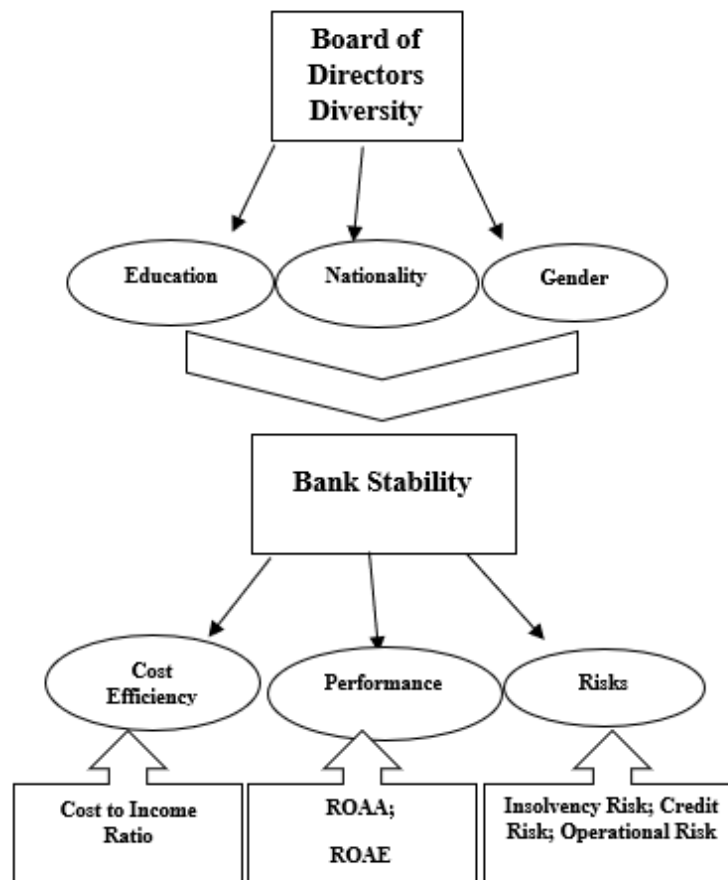 Board of
Directors
Diversity
Education
Nationality
Gender
Bank Stability
Cost
Efficiency
Performance
Risks
Cost to Income
Ratio
ROAA;
ROAE
Insolvency Risk; Credit
Risk; Operational Risk